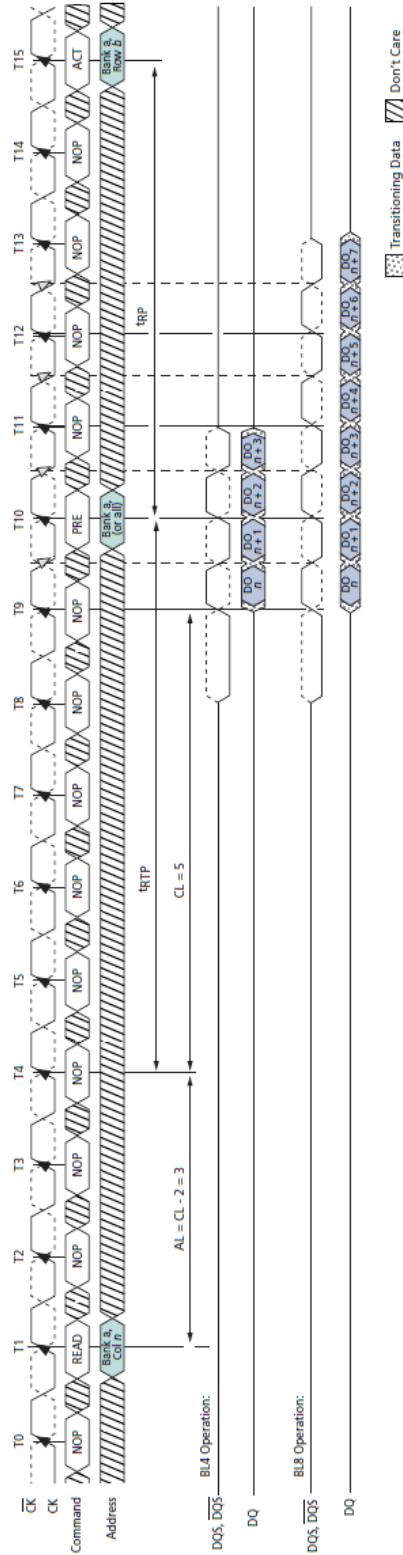 T0 T1 T2 T3 T4 T5 T6 T7 T8 T9 T10 T11 T12 T13 T14 T15
CK
CK
Command NOP READ NOP NOP NOP NOP NOP NOP NOP NOP PRE NOP NOP NOP NOP ACT
Address Bank a, Col n Bank a, (or all) Bank a, Row b
AL = CL - 2 = 3
tRTP
tRP
CL = 5
BL4 Operation:
DQS, DQS
DQ DO n DO n + 1 DO n + 2 DO n + 3
BL8 Operation:
DQS, DQS
DQ DO n DO n + 1 DO n + 2 DO n + 3 DO n + 4 DO n + 5 DO n + 6 DO n + 7
Transitioning Data Don't Care